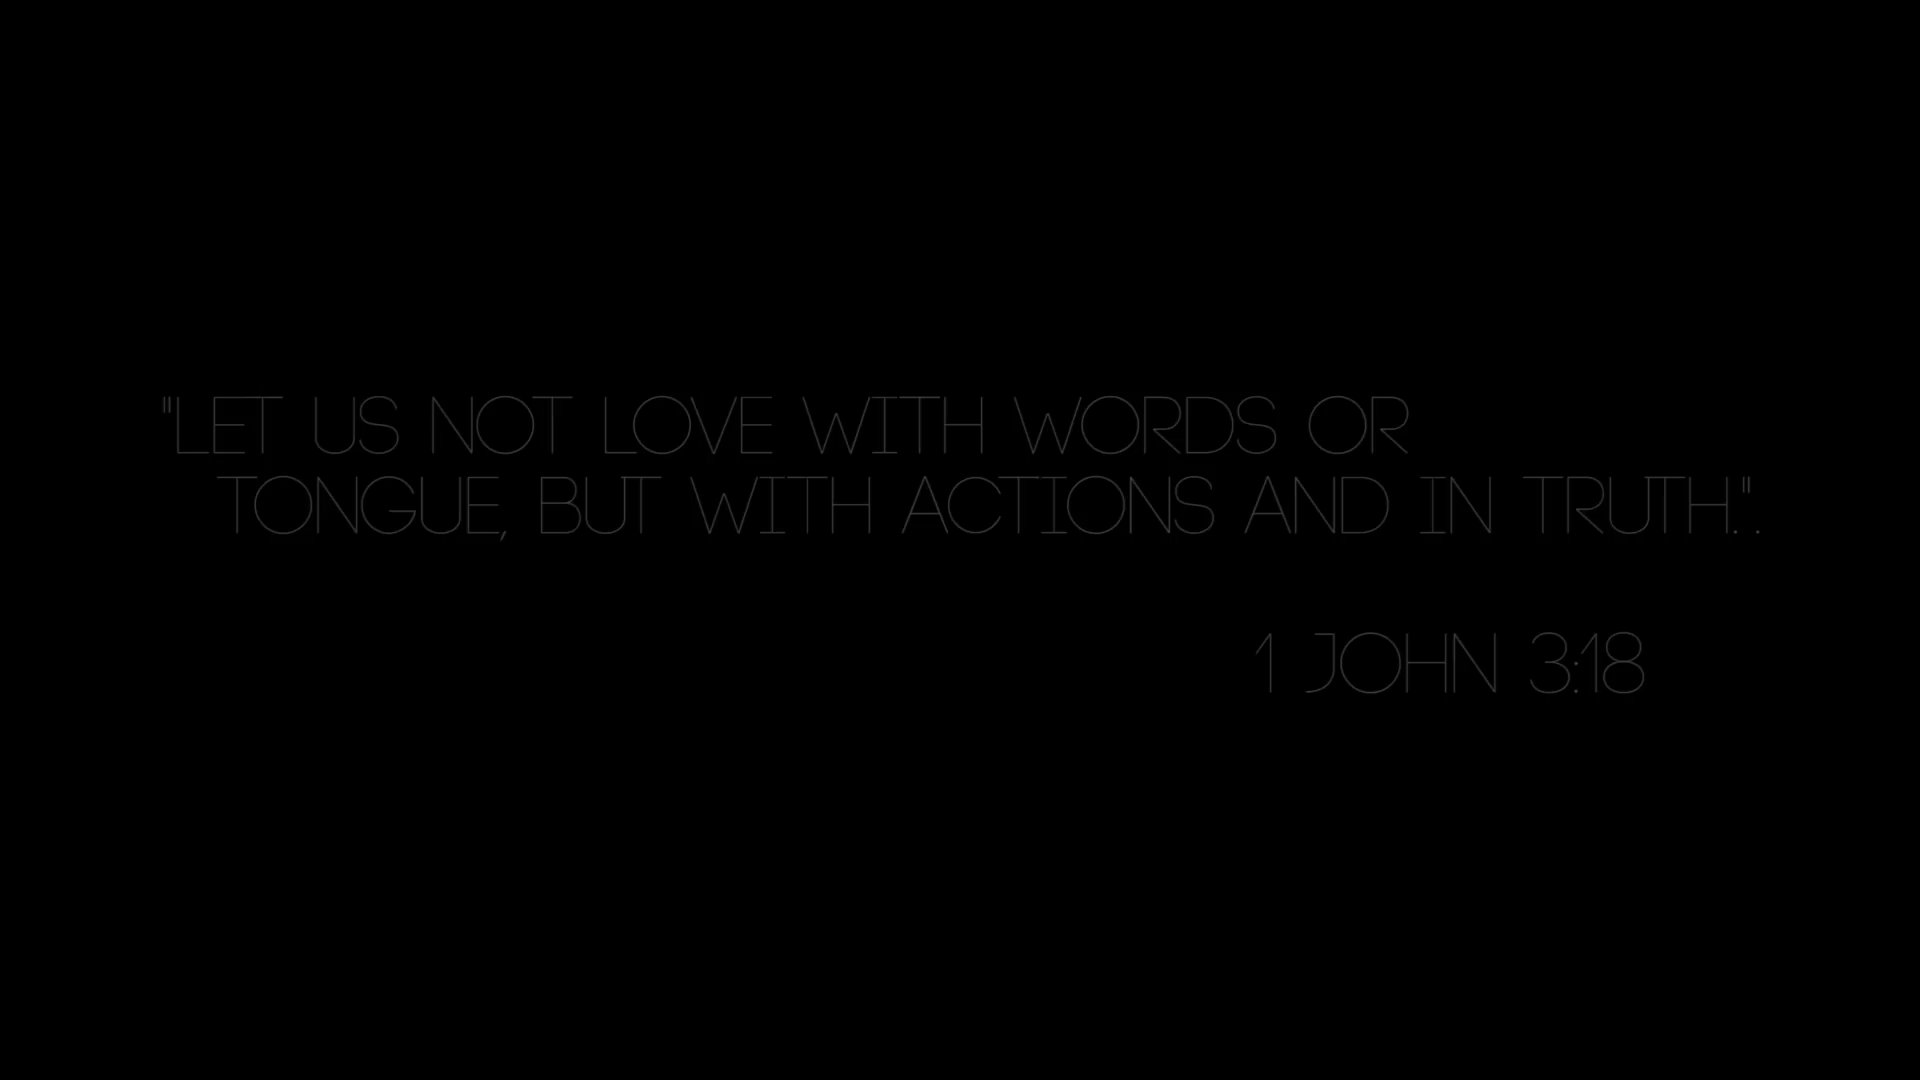 "LET US NOT LOVE WITH WORDS OR
TONGUE, BUT WITH ACTIONS AND IN TRUTH.".
1 JOHN 3:18